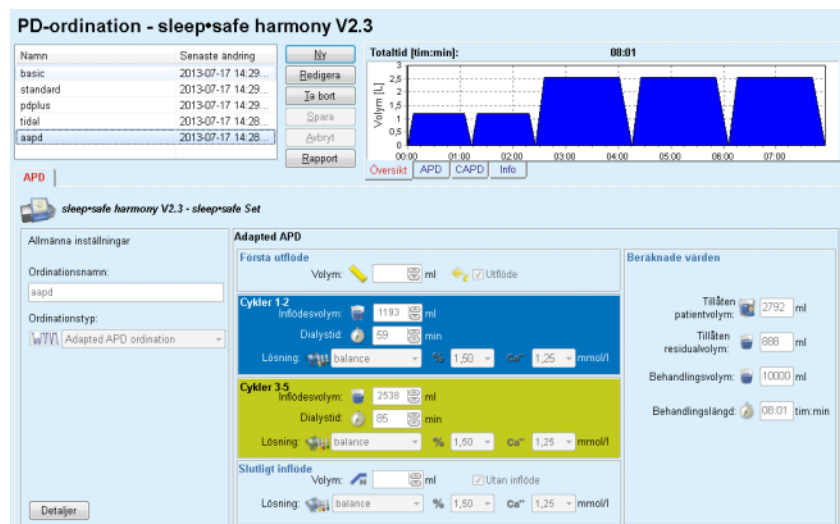 PD-ordination - sleep•safe harmony V2.3
Namn Senaste ändring
basic 2013-07-17 14:29...
standard 2013-07-17 14:29...
pdplus 2013-07-17 14:29...
tidal 2013-07-17 14:28...
aapd 2013-07-17 14:28...
Ny
Redigera
Ta bort
Spara
Avbryt
Rapport
Totaltid [tim:min]: 08:01
Volym [L]
3
2,5
2
1,5
1
0,5
0
00:00 01:00 02:00 03:00 04:00 05:00 06:00 07:00
Översikt APD CAPD Info
APD
sleep•safe harmony V2.3 - sleep•safe Set
Allmänna inställningar
Ordinationsnamn:
aapd
Ordinationstyp:
Adapted APD ordination
Detaljer
Adapted APD
Första utflöde
Volym: ml Utflöde
Cykler 1-2
Inflödesvolym: 1193 ml
Dialystid: 59 min
Lösning: balance % 1,50 Ca++ 1,25 mmol/l
Cykler 3-5
Inflödesvolym: 2538 ml
Dialystid: 85 min
Lösning: balance % 1,50 Ca++ 1,25 mmol/l
Slutligt inflöde
Volym: ml Utan inflöde
Lösning: balance % 1,50 Ca++ 1,25 mmol/l
Beräknade värden
Tillåten
patientvolym: 2792 ml
Tillåten
residualvolym: 888 ml
Behandlingsvolym: 10000 ml
Behandlingslängd: 08:01 tim:min